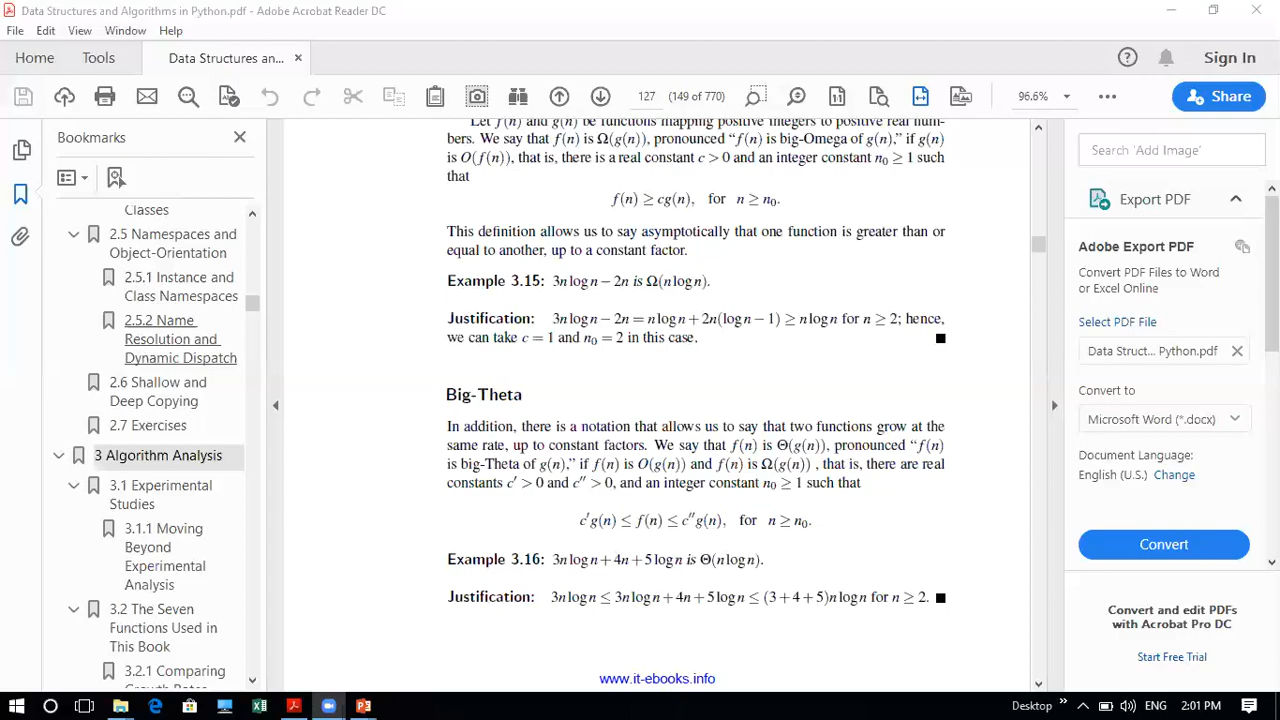 Data Structures and Algorithms in Python.pdf - Adobe Acrobat Reader DC
File Edit View Window Help
Home Tools Data Structures an... × Sign In
127 (149 of 770) 96.6% Share
Bookmarks
Classes
2.5 Namespaces and
Object-Orientation
2.5.1 Instance and
Class Namespaces
2.5.2 Name
Resolution and
Dynamic Dispatch
2.6 Shallow and
Deep Copying
2.7 Exercises
3 Algorithm Analysis
3.1 Experimental
Studies
3.1.1 Moving
Beyond
Experimental
Analysis
3.2 The Seven
Functions Used in
This Book
3.2.1 Comparing
Growth Rates
Let f(n) and g(n) be functions mapping positive integers to positive real num-
bers. We say that f(n) is Ω(g(n)), pronounced “f(n) is big-Omega of g(n),” if g(n)
is O(f(n)), that is, there is a real constant c > 0 and an integer constant n₀ ≥ 1 such
that
f(n) ≥ cg(n), for n ≥ n₀.
This definition allows us to say asymptotically that one function is greater than or
equal to another, up to a constant factor.
Example 3.15: 3n log n − 2n is Ω(n log n).
Justification: 3n log n − 2n = n log n + 2n(log n − 1) ≥ n log n for n ≥ 2; hence,
we can take c = 1 and n₀ = 2 in this case. ■
Big-Theta
In addition, there is a notation that allows us to say that two functions grow at the
same rate, up to constant factors. We say that f(n) is Θ(g(n)), pronounced “f(n)
is big-Theta of g(n),” if f(n) is O(g(n)) and f(n) is Ω(g(n)) , that is, there are real
constants c′ > 0 and c″ > 0, and an integer constant n₀ ≥ 1 such that
c′g(n) ≤ f(n) ≤ c″g(n), for n ≥ n₀.
Example 3.16: 3n log n + 4n + 5 log n is Θ(n log n).
Justification: 3n log n ≤ 3n log n + 4n + 5 log n ≤ (3 + 4 + 5)n log n for n ≥ 2. ■
www.it-ebooks.info
Search 'Add Image'
Export PDF
Adobe Export PDF
Convert PDF Files to Word
or Excel Online
Select PDF File
Data Struct... Python.pdf
Convert to
Microsoft Word (*.docx)
Document Language:
English (U.S.) Change
Convert
Convert and edit PDFs
with Acrobat Pro DC
Start Free Trial
Desktop » ENG 2:01 PM